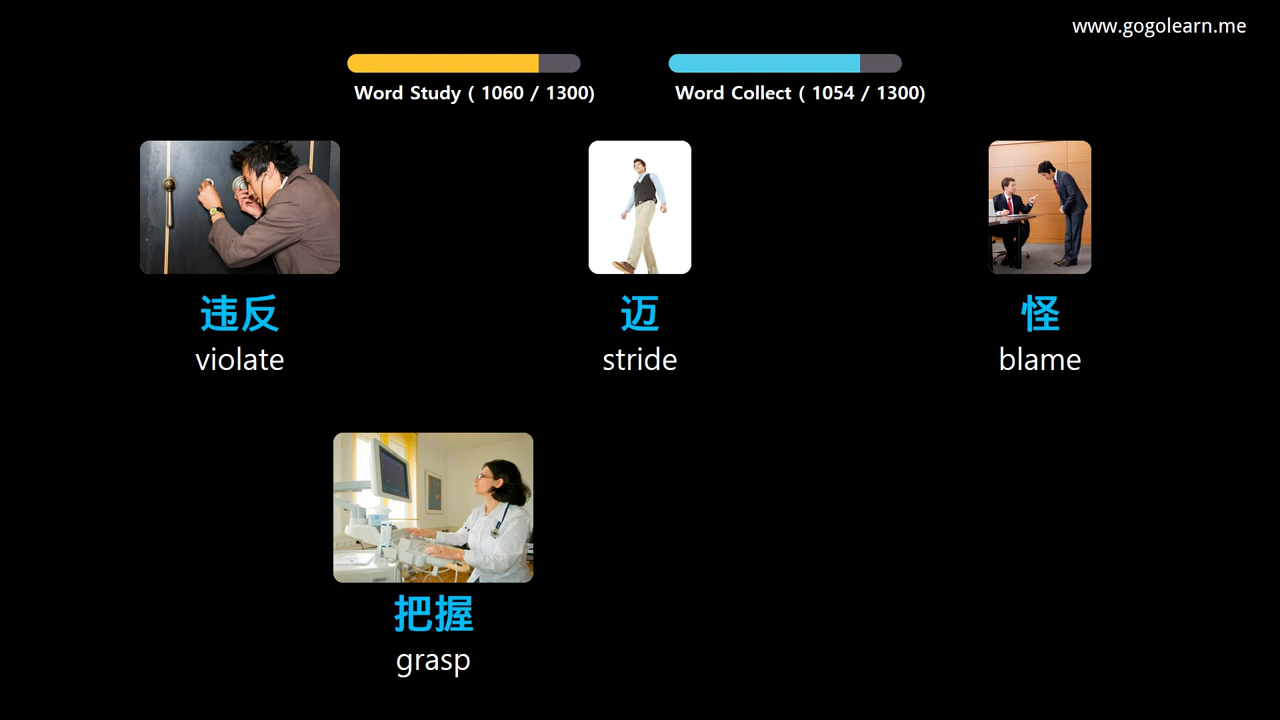 www.gogolearn.me
Word Study ( 1060 / 1300)
Word Collect ( 1054 / 1300)
违反
violate
迈
stride
怪
blame
把握
grasp